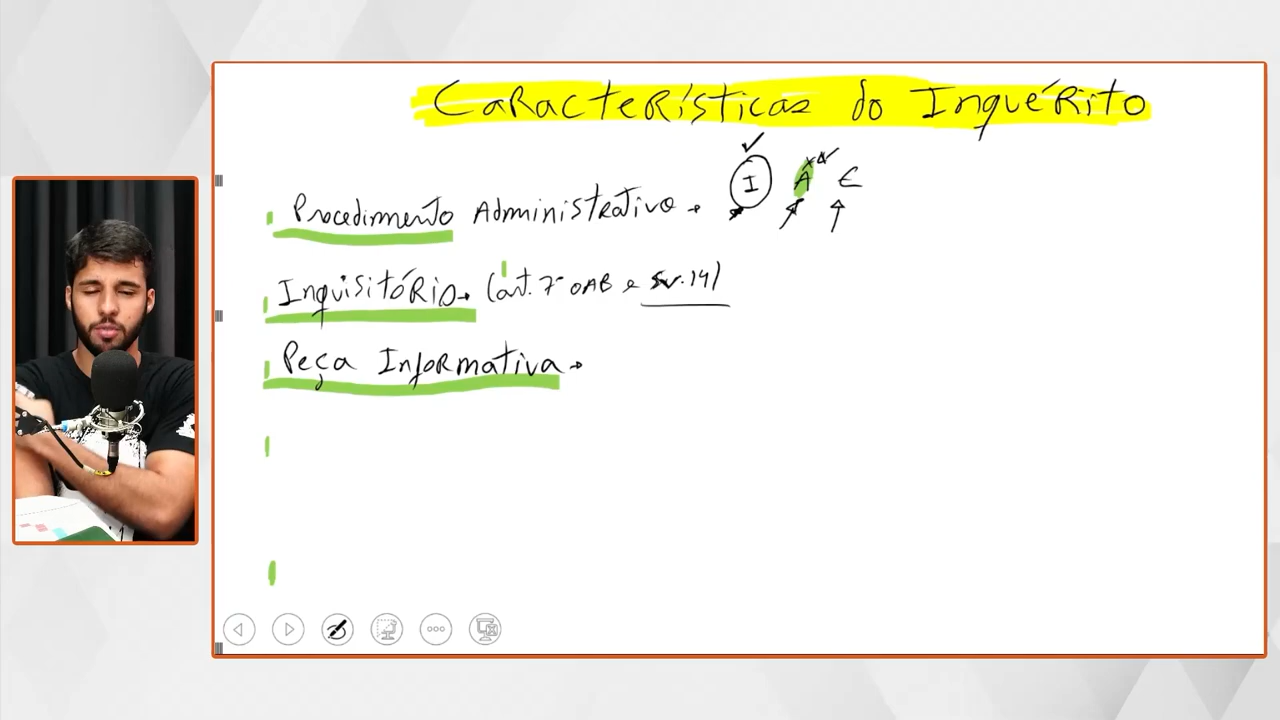 Características do Inquérito
Procedimento Administrativo → I A E
Inquisitório → (art. 7º OAB e sv. 14)
Peça Informativa →